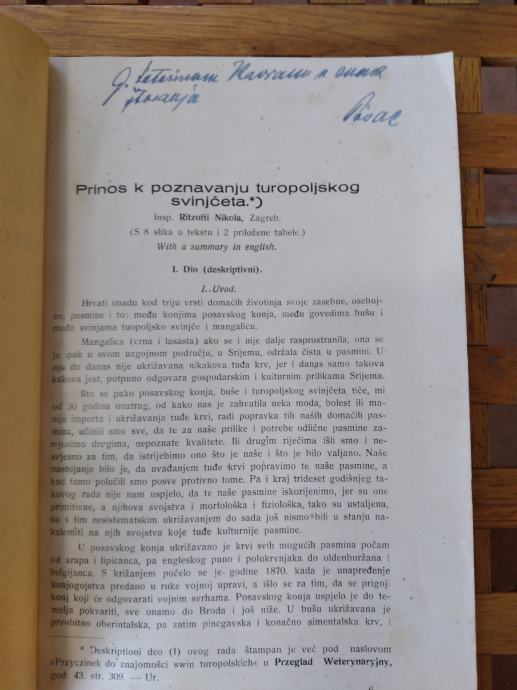 u znak
štovanja
Prinos k poznavanju turopoljskog
svinjčeta.*)
Insp. Ritzoffi Nikola, Zagreb.
(S 8 slika u tekstu i 2 priložene tabele.)
With a summary in english.
I. Dio (deskriptivni).
1. Uvod.
Hrvati imadu kod triju vrsti domaćih životinja svoje zasebne, osebuj-
ne, pasmine i to: među konjima posavskog konja, među govedima bušu i
među svinjama tuopoljsko svinjče i mangalicu.
Mangalica (crna i lasasta) ako se i nije dalje rasprostranila, ona se
je ipak u svom uzgojnom području, u Srijemu, održala čista u pasmini. U
nju do danas nije ukrižavana nikakova tuđa krv, jer i danas samo takova
kakova jest, potpuno odgovara gospodarskim i kulturnim prilikama Srijema.
Što se pako posavskog konja, buše i turopoljskog svinjčeta tiče, mi
od 30 godina unatrag, od kako nas je zahvatila neka moda, bolest ili ma-
nija importa i ukrižavanja tuđe krvi, radi popravka tih naših domaćih pas-
mina, učinili smo sve, da te za naše prilike i potrebe odlične pasmine za-
mjenimo dregima, nepoznate kvalitete. Ili drugim riječima išli smo i ne-
svjesno za tim, da istrijebimo ono što je naše i što je bilo valjano. Naše
nastojanje bilo je, da uvađanjem tuđe krvi popravimo te naše pasmine, a
kad tamo polučili smo posve protivno tome. Pa i kraj trideset godišnjeg ta-
kovog rada nije nam uspjelo, da te naše pasmine iskorijenimo, jer su one
primitivne, a njihova svojstva i morfološka i fiziološka, tako su ustaljena,
da s tim nesistematskim ukrižavanjem do sada još nismo bili u stanju na-
kalemiti na njih svojstva koje tuđe kulturnije pasmine.
U posavskog konja ukrižavano je krvi svih mogućih pasmina počam
od arapa i lipicanca, pa engleskog puno i polukrvnjaka do oldenburžana i
belgijanca. S križanjem počelo se je godine 1870. kada je unapređenje
konjogojstva predano u ruke vojnoj upravi, a išlo se za tim, da se prigoji
konj koji će odgovarati vojnim svrhama. Posavskog konja uspjelo je do te-
melja pokvariti, sve onamo do Broda i još niže. U bušu ukrižavana je
prvobitno oberintalska, pa zatim pincgavska i konačno simentalska krv, i
* Deskriptioni deo (1) ovog rada štampan je već pod naslovom
»Przyczinek do znajomości swin turopolskich« u Przeglad Weterynaryjny,
god. 43. str. 309. — Ur.